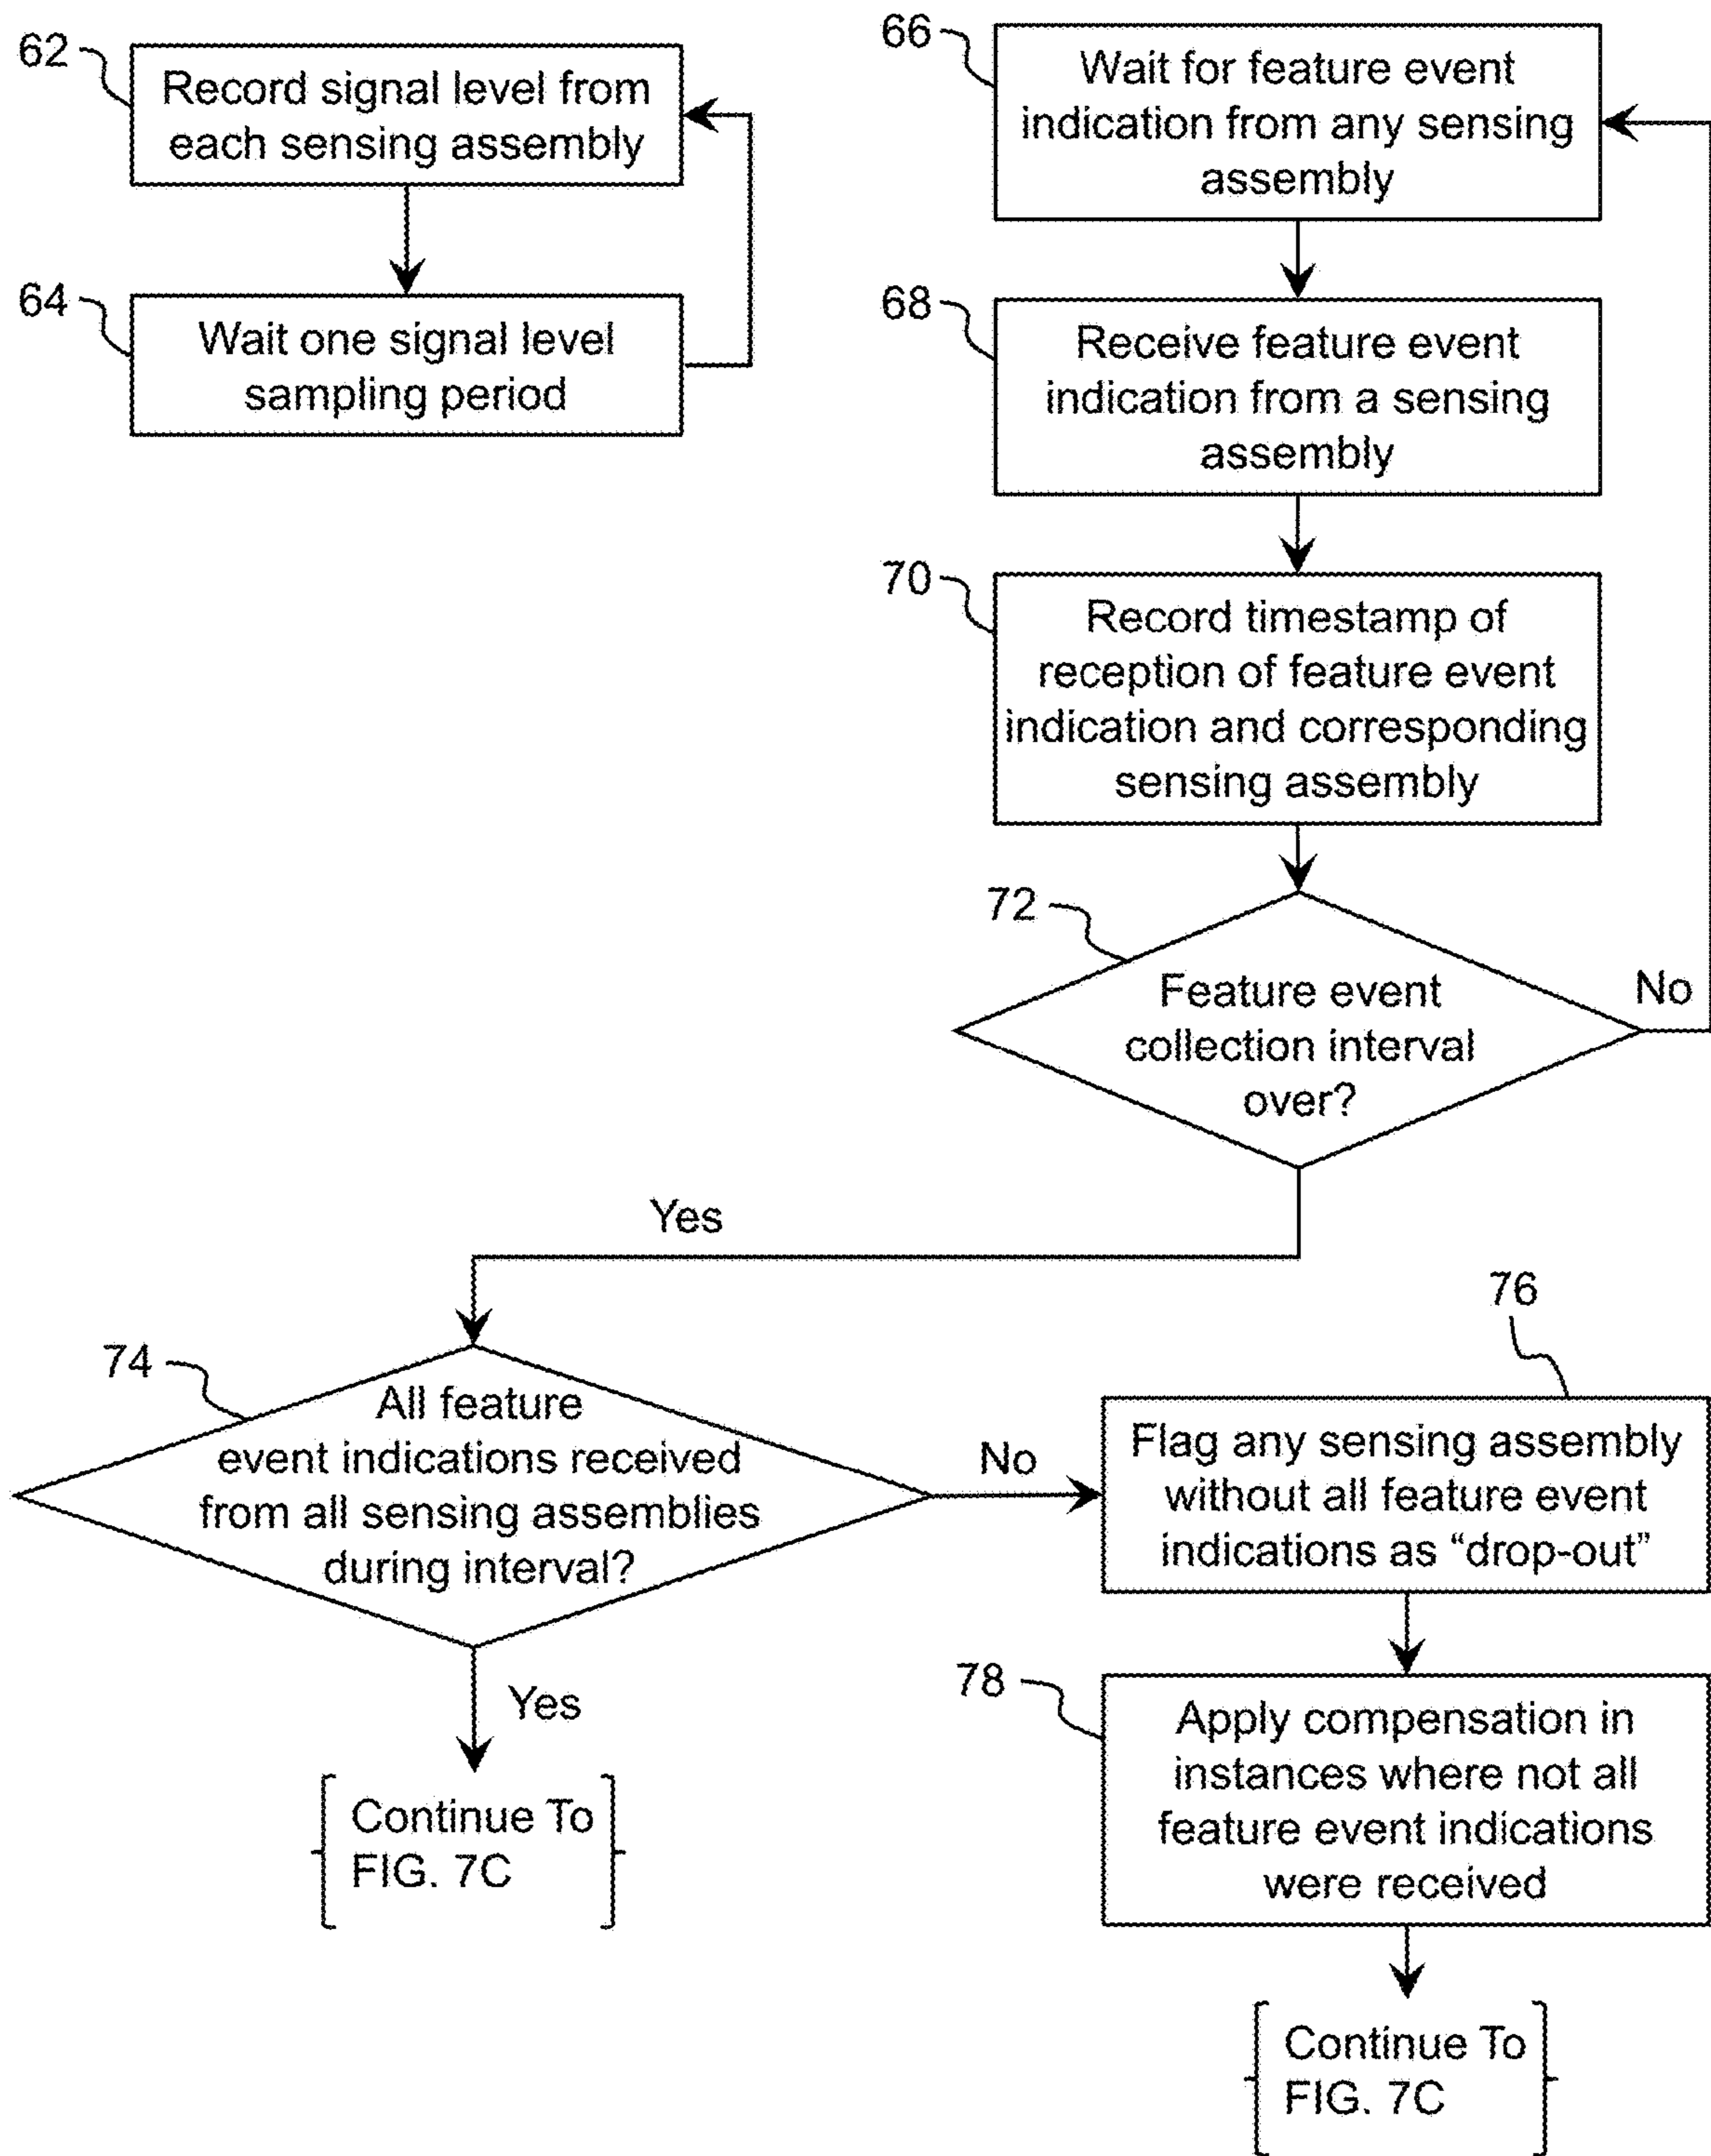 62
Record signal level from
each sensing assembly
64
Wait one signal level
sampling period
66
Wait for feature event
indication from any sensing
assembly
68
Receive feature event
indication from a sensing
assembly
70
Record timestamp of
reception of feature event
indication and corresponding
sensing assembly
72
Feature event
collection interval
over?
No
Yes
74
All feature
event indications received
from all sensing assemblies
during interval?
No
Yes
Continue To
FIG. 7C
76
Flag any sensing assembly
without all feature event
indications as “drop-out”
78
Apply compensation in
instances where not all
feature event indications
were received
Continue To
FIG. 7C